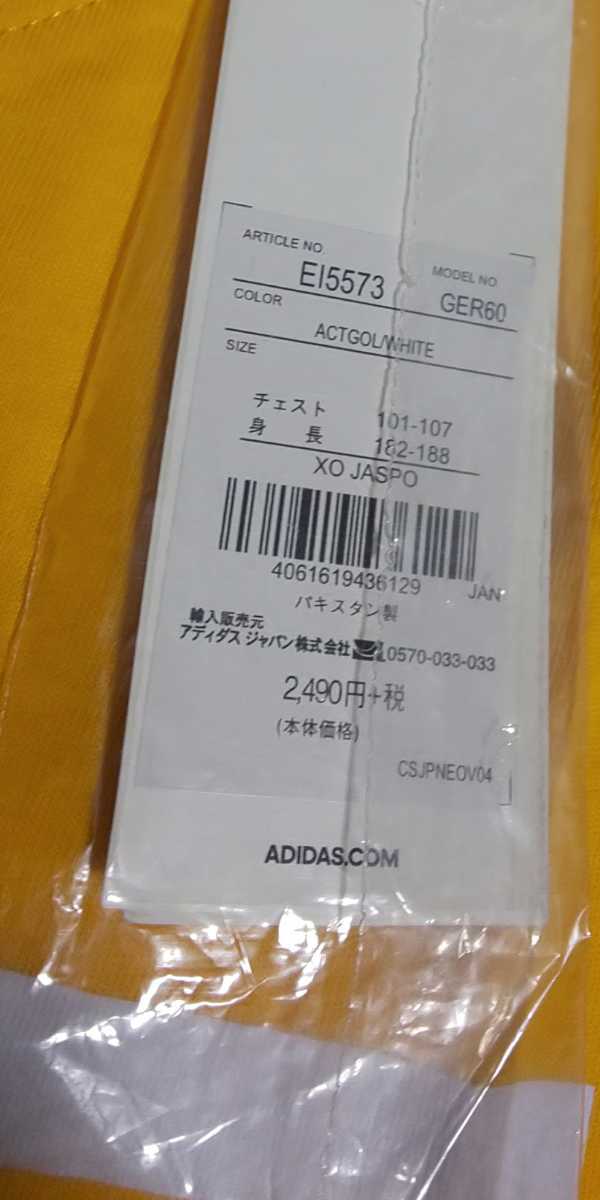 ARTICLE NO.
EI5573
MODEL NO.
GER60
COLOR
ACTGOL/WHITE
SIZE
チェスト 101-107
身 長 182-188
XO JASPO
4061619436129 JAN
パキスタン製
輸入販売元
アディダス ジャパン株式会社 0570-033-033
2,490円+税
(本体価格)
CSJPNEOV04
ADIDAS.COM